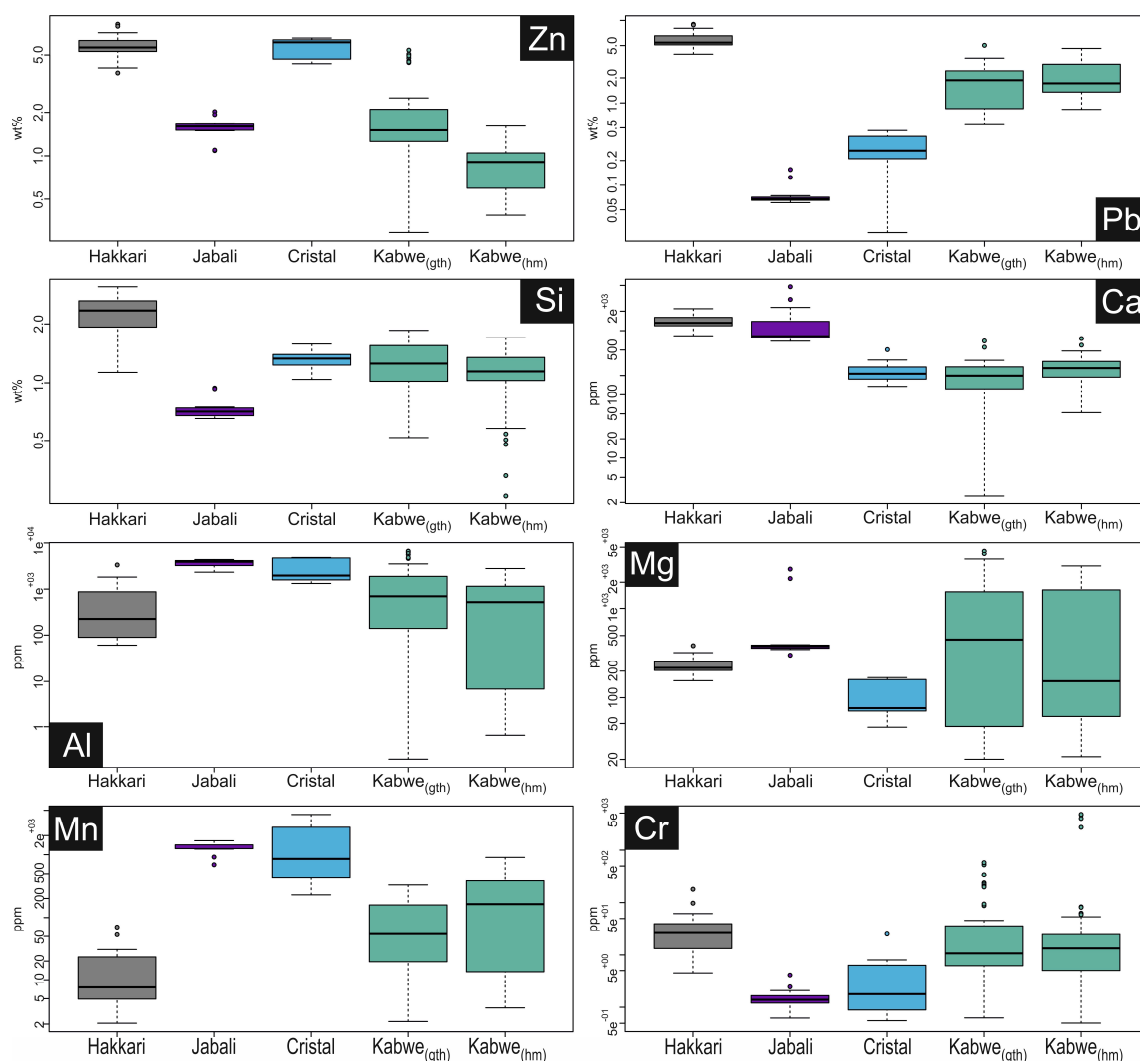 Zn
wt%
5.0
2.0
1.0
0.5
Hakkari Jabali Cristal Kabwe(gth) Kabwe(hm)
Pb
wt%
5.0
2.0
1.0
0.5
0.2
0.1
0.05
Hakkari Jabali Cristal Kabwe(gth) Kabwe(hm)
Si
wt%
2.0
1.0
0.5
Hakkari Jabali Cristal Kabwe(gth) Kabwe(hm)
Ca
ppm
2e+03
500
100
50
20
10
5
2
Hakkari Jabali Cristal Kabwe(gth) Kabwe(hm)
Al
ppm
1e+04
1e+03
100
10
1
Hakkari Jabali Cristal Kabwe(gth) Kabwe(hm)
Mg
ppm
5e+03
1e+03
500
200
100
50
20
Hakkari Jabali Cristal Kabwe(gth) Kabwe(hm)
Mn
ppm
2e+03
500
200
50
20
10
5
2
Hakkari Jabali Cristal Kabwe(gth) Kabwe(hm)
Cr
ppm
5e+03
5e+02
5e+01
5e+00
5e-01
Hakkari Jabali Cristal Kabwe(gth) Kabwe(hm)